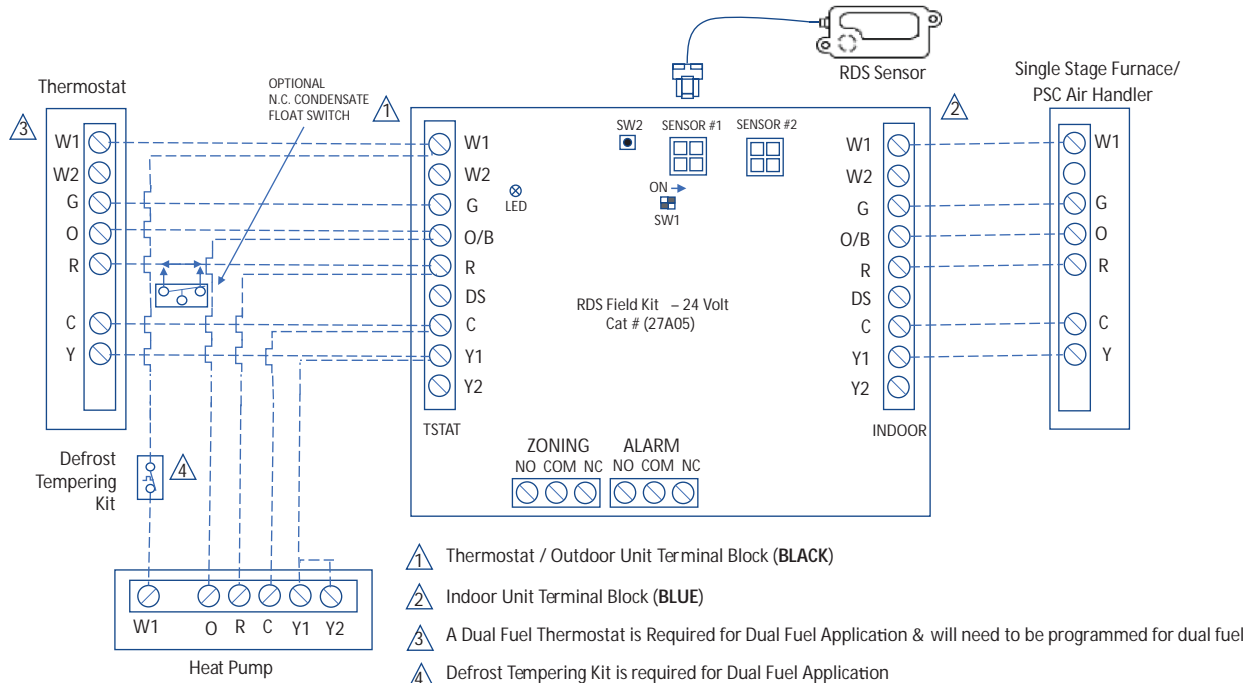 RDS Sensor
Thermostat
OPTIONAL
N.C. CONDENSATE
FLOAT SWITCH
Single Stage Furnace/
PSC Air Handler
3
1
2
W1
W2
G
O
R
C
Y
W1
W2
G
O/B
R
DS
C
Y1
Y2
TSTAT
SW2
SENSOR #1
SENSOR #2
ON
SW1
LED
RDS Field Kit – 24 Volt
Cat # (27A05)
W1
W2
G
O/B
R
DS
C
Y1
Y2
INDOOR
W1
G
O
R
C
Y
ZONING
NO COM NC
ALARM
NO COM NC
Defrost
Tempering
Kit
4
W1 O R C Y1 Y2
Heat Pump
1 Thermostat / Outdoor Unit Terminal Block (BLACK)
2 Indoor Unit Terminal Block (BLUE)
3 A Dual Fuel Thermostat is Required for Dual Fuel Application & will need to be programmed for dual fuel
4 Defrost Tempering Kit is required for Dual Fuel Application